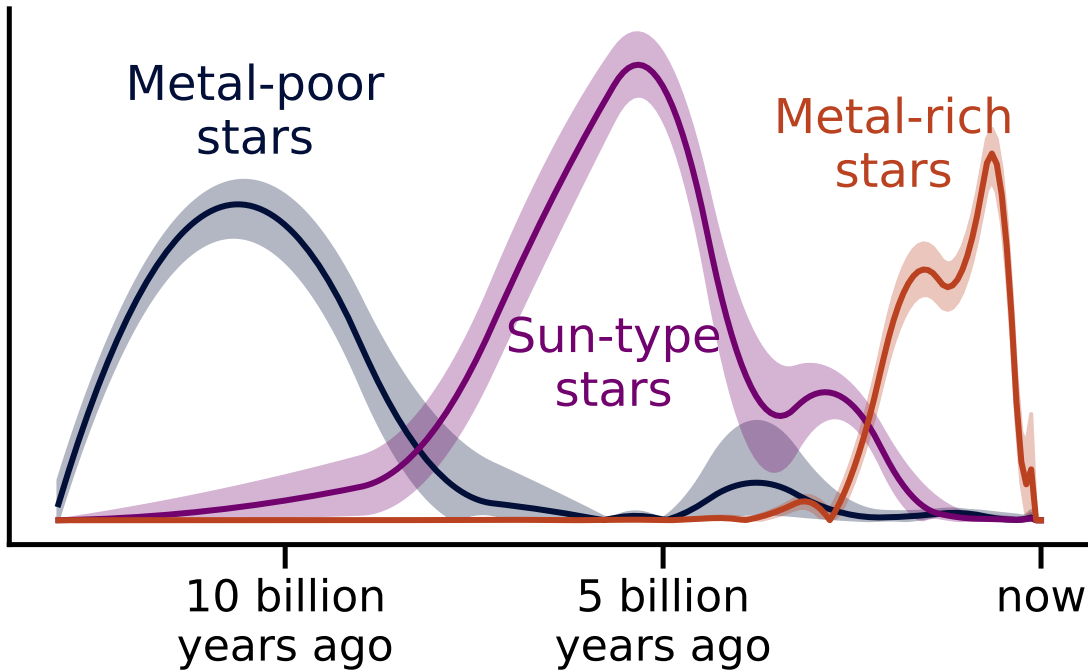 Metal-poor
stars
Metal-rich
stars
Sun-type
stars
10 billion
years ago
5 billion
years ago
now